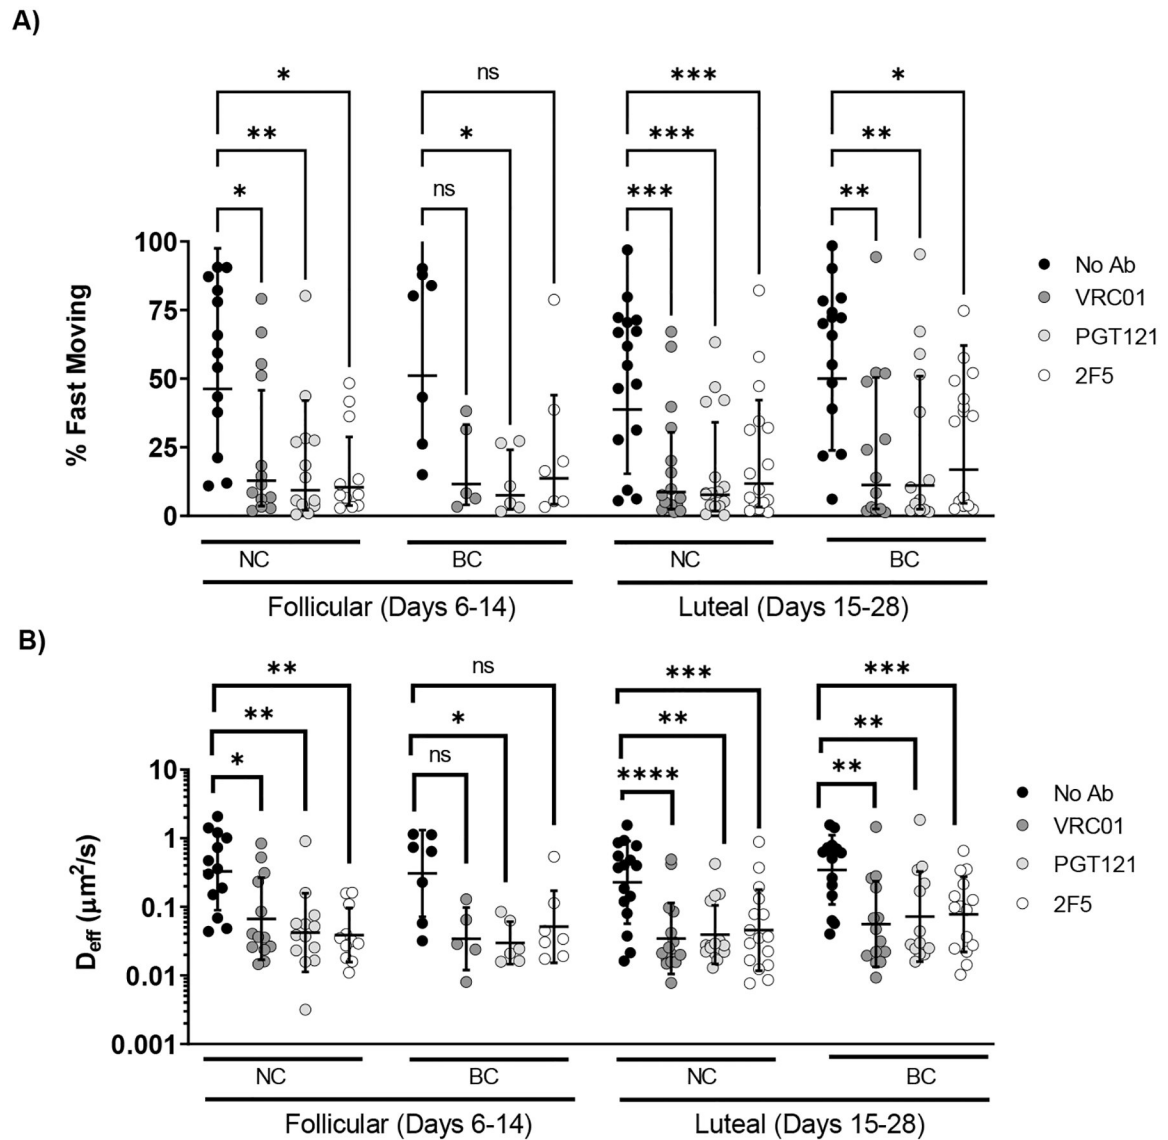 A)
* ns *** *
** * *** **
* ns *** **
% Fast Moving
100
75
50
25
0
No Ab
VRC01
PGT121
2F5
NC BC NC BC
Follicular (Days 6-14) Luteal (Days 15-28)
B)
** ns *** ***
** * ** **
* ns **** **
Deff (μm²/s)
10
1
0.1
0.01
0.001
No Ab
VRC01
PGT121
2F5
NC BC NC BC
Follicular (Days 6-14) Luteal (Days 15-28)